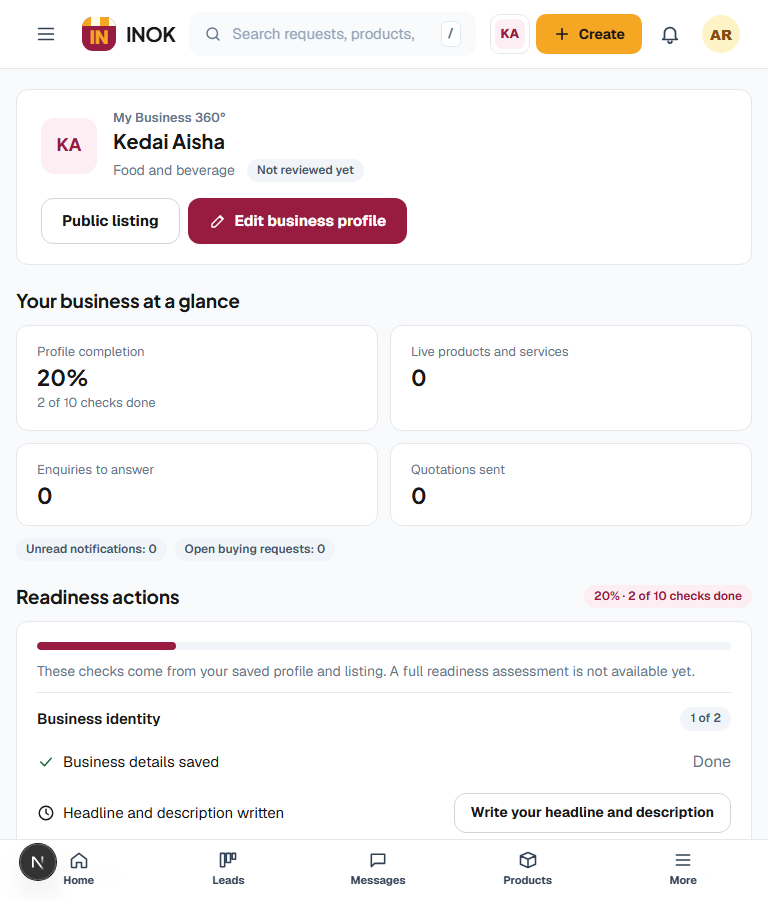 IN INOK
Search requests, products,
/
KA
Create
AR
KA
My Business 360°
Kedai Aisha
Food and beverage
Not reviewed yet
Public listing
Edit business profile
Your business at a glance
Profile completion
20%
2 of 10 checks done
Live products and services
0
Enquiries to answer
0
Quotations sent
0
Unread notifications: 0
Open buying requests: 0
Readiness actions
20% · 2 of 10 checks done
These checks come from your saved profile and listing. A full readiness assessment is not available yet.
Business identity
1 of 2
Business details saved
Done
Headline and description written
Write your headline and description
N
Home
Leads
Messages
Products
More